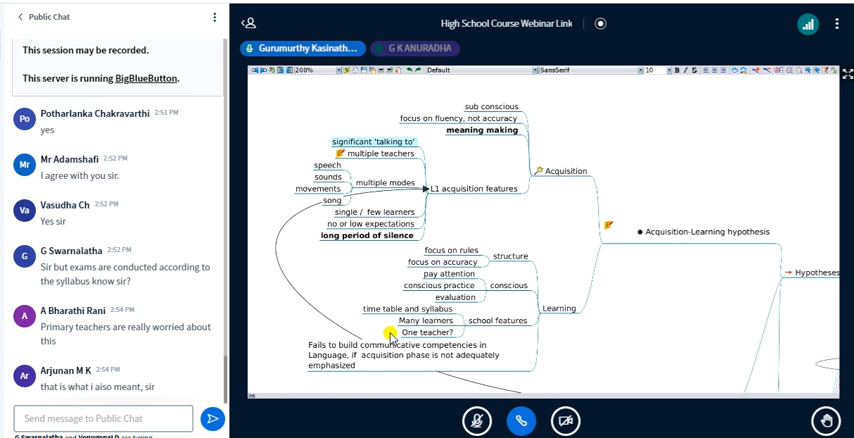 Public Chat
This session may be recorded.
This server is running BigBlueButton.
Po
Potharlanka Chakravarthi 2:51 PM
yes
Mr
Mr Adamshafi 2:52 PM
I agree with you sir.
Va
Vasudha Ch 2:52 PM
Yes sir
G
G Swarnalatha 2:52 PM
Sir but exams are conducted according to
the syllabus know sir?
A
A Bharathi Rani 2:54 PM
Primary teachers are really worried about
this
Ar
Arjunan M K 2:54 PM
that is what i aiso meant, sir
Send message to Public Chat
High School Course Webinar Link
Gurumurthy Kasinath...
G K ANURADHA
200%
Default
SansSerif
10
B I S
sub conscious
focus on fluency, not accuracy
meaning making
Acquisition
significant 'talking to'
multiple teachers
speech
sounds
movements
song
multiple modes
L1 acquisition features
single / few learners
no or low expectations
long period of silence
Acquisition-Learning hypothesis
Hypotheses
focus on rules
focus on accuracy
structure
pay attention
conscious practice
evaluation
conscious
Learning
time table and syllabus
Many learners
One teacher?
school features
Fails to build communicative competencies in
Language, if acquisition phase is not adequately
emphasized